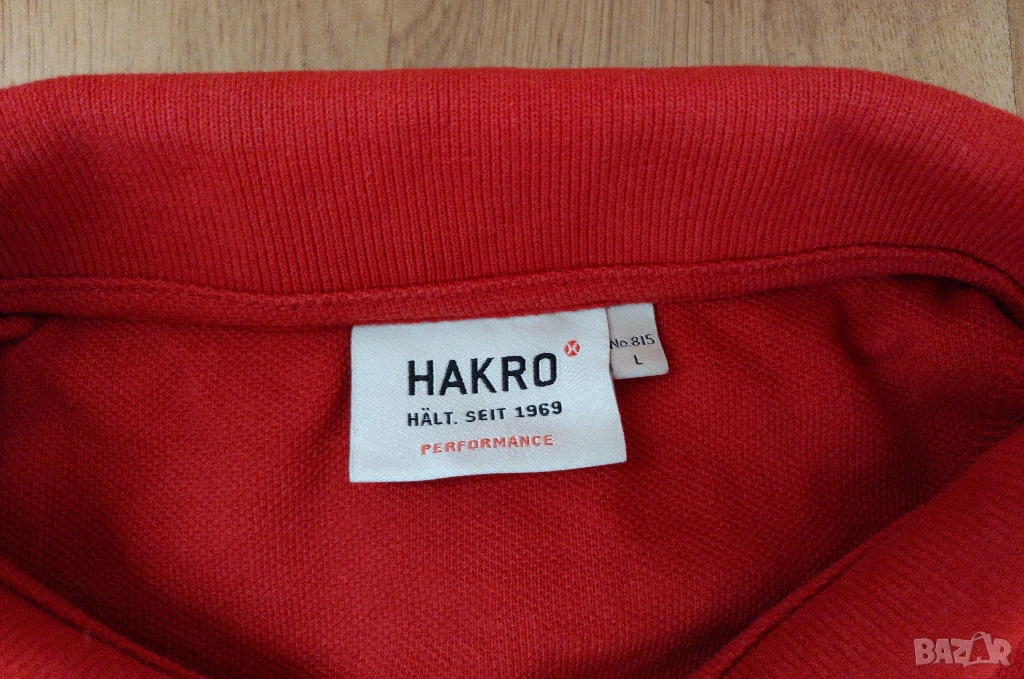 HAKRO
HÄLT. SEIT 1969
PERFORMANCE
No.815
L
BAZAR